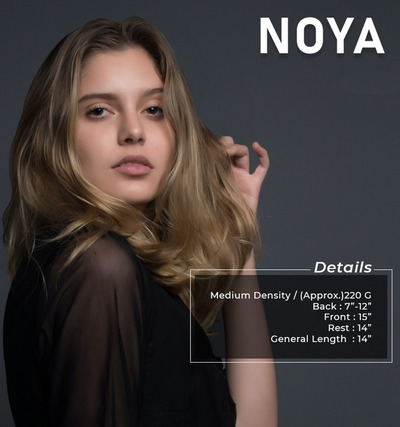 NOYA
Details
Medium Density / (Approx.)220 G
Back : 7”-12”
Front : 15”
Rest : 14”
General Length : 14”